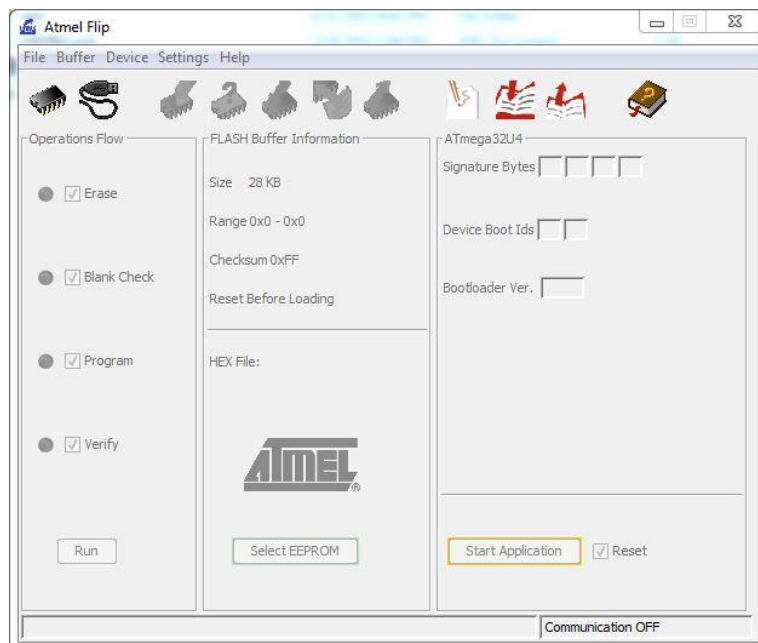 Atmel Flip
File Buffer Device Settings Help
Operations Flow
Erase
Blank Check
Program
Verify
Run
FLASH Buffer Information
Size 28 KB
Range 0x0 - 0x0
Checksum 0xFF
Reset Before Loading
HEX File:
ATMEL
®
Select EEPROM
ATmega32U4
Signature Bytes
Device Boot Ids
Bootloader Ver.
Start Application
Reset
Communication OFF